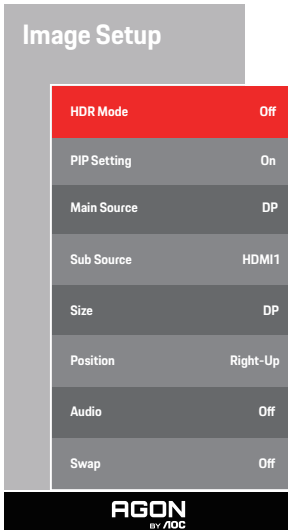 Image Setup
HDR Mode Off
PIP Setting On
Main Source DP
Sub Source HDMI1
Size DP
Position Right-Up
Audio Off
Swap Off
AGON
BY AOC